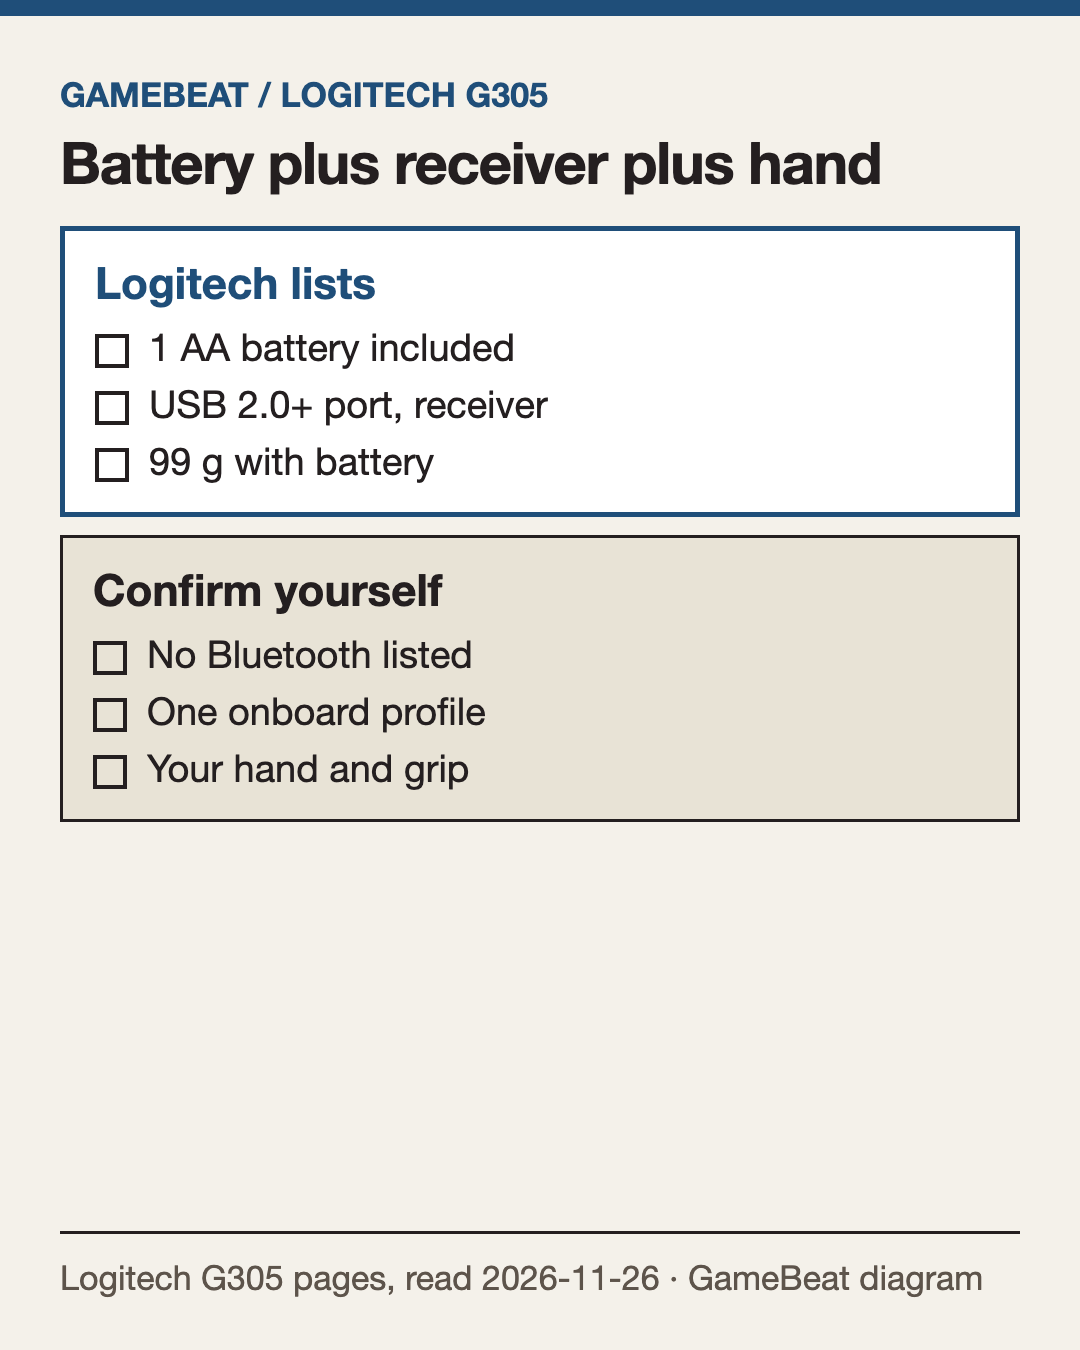 GAMEBEAT / LOGITECH G305
Battery plus receiver plus hand
Logitech lists
1 AA battery included
USB 2.0+ port, receiver
99 g with battery
Confirm yourself
No Bluetooth listed
One onboard profile
Your hand and grip
Logitech G305 pages, read 2026-11-26 · GameBeat diagram